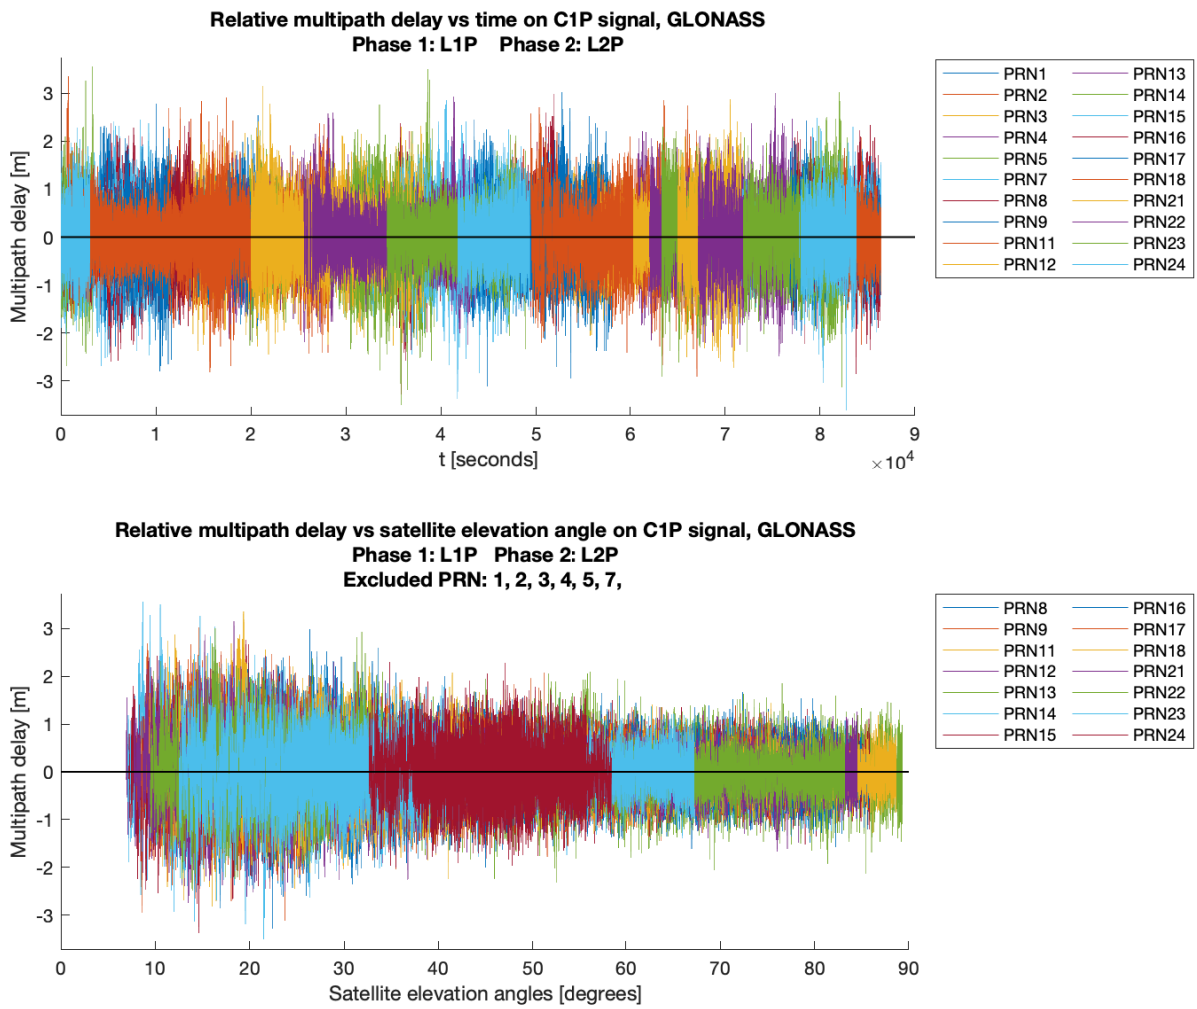 Relative multipath delay vs time on C1P signal, GLONASS
Phase 1: L1P Phase 2: L2P
Multipath delay [m]
3
2
1
0
-1
-2
-3
0 1 2 3 4 5 6 7 8 9
t [seconds]
×10^4
PRN1 PRN13
PRN2 PRN14
PRN3 PRN15
PRN4 PRN16
PRN5 PRN17
PRN7 PRN18
PRN8 PRN21
PRN9 PRN22
PRN11 PRN23
PRN12 PRN24
Relative multipath delay vs satellite elevation angle on C1P signal, GLONASS
Phase 1: L1P Phase 2: L2P
Excluded PRN: 1, 2, 3, 4, 5, 7,
Multipath delay [m]
3
2
1
0
-1
-2
-3
0 10 20 30 40 50 60 70 80 90
Satellite elevation angles [degrees]
PRN8 PRN16
PRN9 PRN17
PRN11 PRN18
PRN12 PRN21
PRN13 PRN22
PRN14 PRN23
PRN15 PRN24